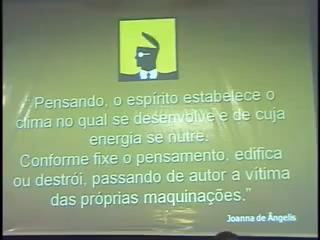 "Pensando, o espírito estabelece o
clima no qual se desenvolve e de cuja
energia se nutre.
Conforme fixe o pensamento, edifica
ou destrói, passando de autor a vítima
das próprias maquinações."
Joanna de Ângelis